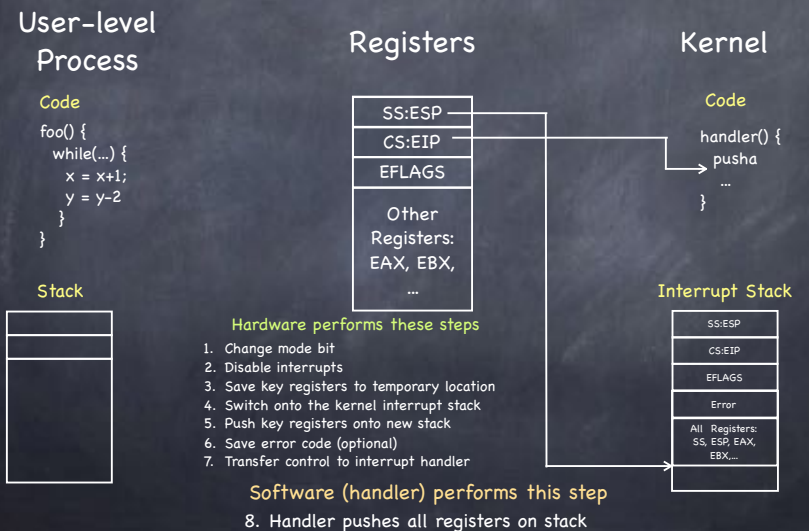 User-level
Process
Registers
Kernel
Code
foo() {
while(...) {
x = x+1;
y = y-2
}
}
Stack
SS:ESP
CS:EIP
EFLAGS
Other
Registers:
EAX, EBX,
...
Code
handler() {
pusha
...
}
Interrupt Stack
SS:ESP
CS:EIP
EFLAGS
Error
All Registers:
SS, ESP, EAX,
EBX,...
Hardware performs these steps
1. Change mode bit
2. Disable interrupts
3. Save key registers to temporary location
4. Switch onto the kernel interrupt stack
5. Push key registers onto new stack
6. Save error code (optional)
7. Transfer control to interrupt handler
Software (handler) performs this step
8. Handler pushes all registers on stack